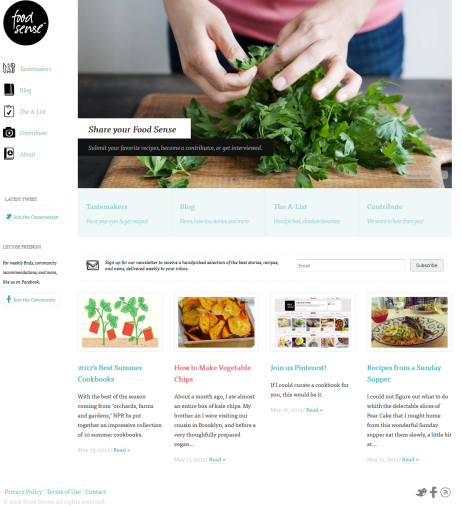 food
sense
Tastemakers
Blog
The A-List
Contribute
About
LATEST TWEET
Join the Conversation
LET'S BE FRIENDS!
For weekly finds, community
recommendations, and more,
like us on Facebook.
Join the Community
Share your Food Sense
Submit your favorite recipes, become a contributor, or get interviewed.
Tastemakers
Feast your eyes & get recipes!
Blog
News, how-tos, stories, and more
The A-List
Handpicked, absolute favorites
Contribute
We want to hear from you!
Sign up for our newsletter to receive a handpicked selection of the best stories, recipes,
and news, delivered weekly to your inbox.
Email
Subscribe
2012's Best Summer
Cookbooks
With the best of the season
coming from "orchards, farms
and gardens," NPR hs put
together an impressive collection
of 10 summer cookbooks.
May 23, 2012 / Read »
How to Make Vegetable
Chips
About a month ago, I ate almost
an entire box of kale chips. My
brother an I were visiting our
cousin in Brooklyn, and before a
very thoughtfully prepared
vegan...
May 17, 2012 / Read »
Join us Pinterest!
If I could curate a cookbook for
you, this would be it.
May 16, 2012 / Read »
Recipes from a Sunday
Supper
I could not figure out what to do
whith the delectable slices of
Pear Cake that I rought home
from this wonderful Sunday
supper eat them slowly, a little bit
at...
May 15, 2012 / Read »
Privacy Policy | Terms of Use | Contact
© 2012 Food Sense. all rights reserved.